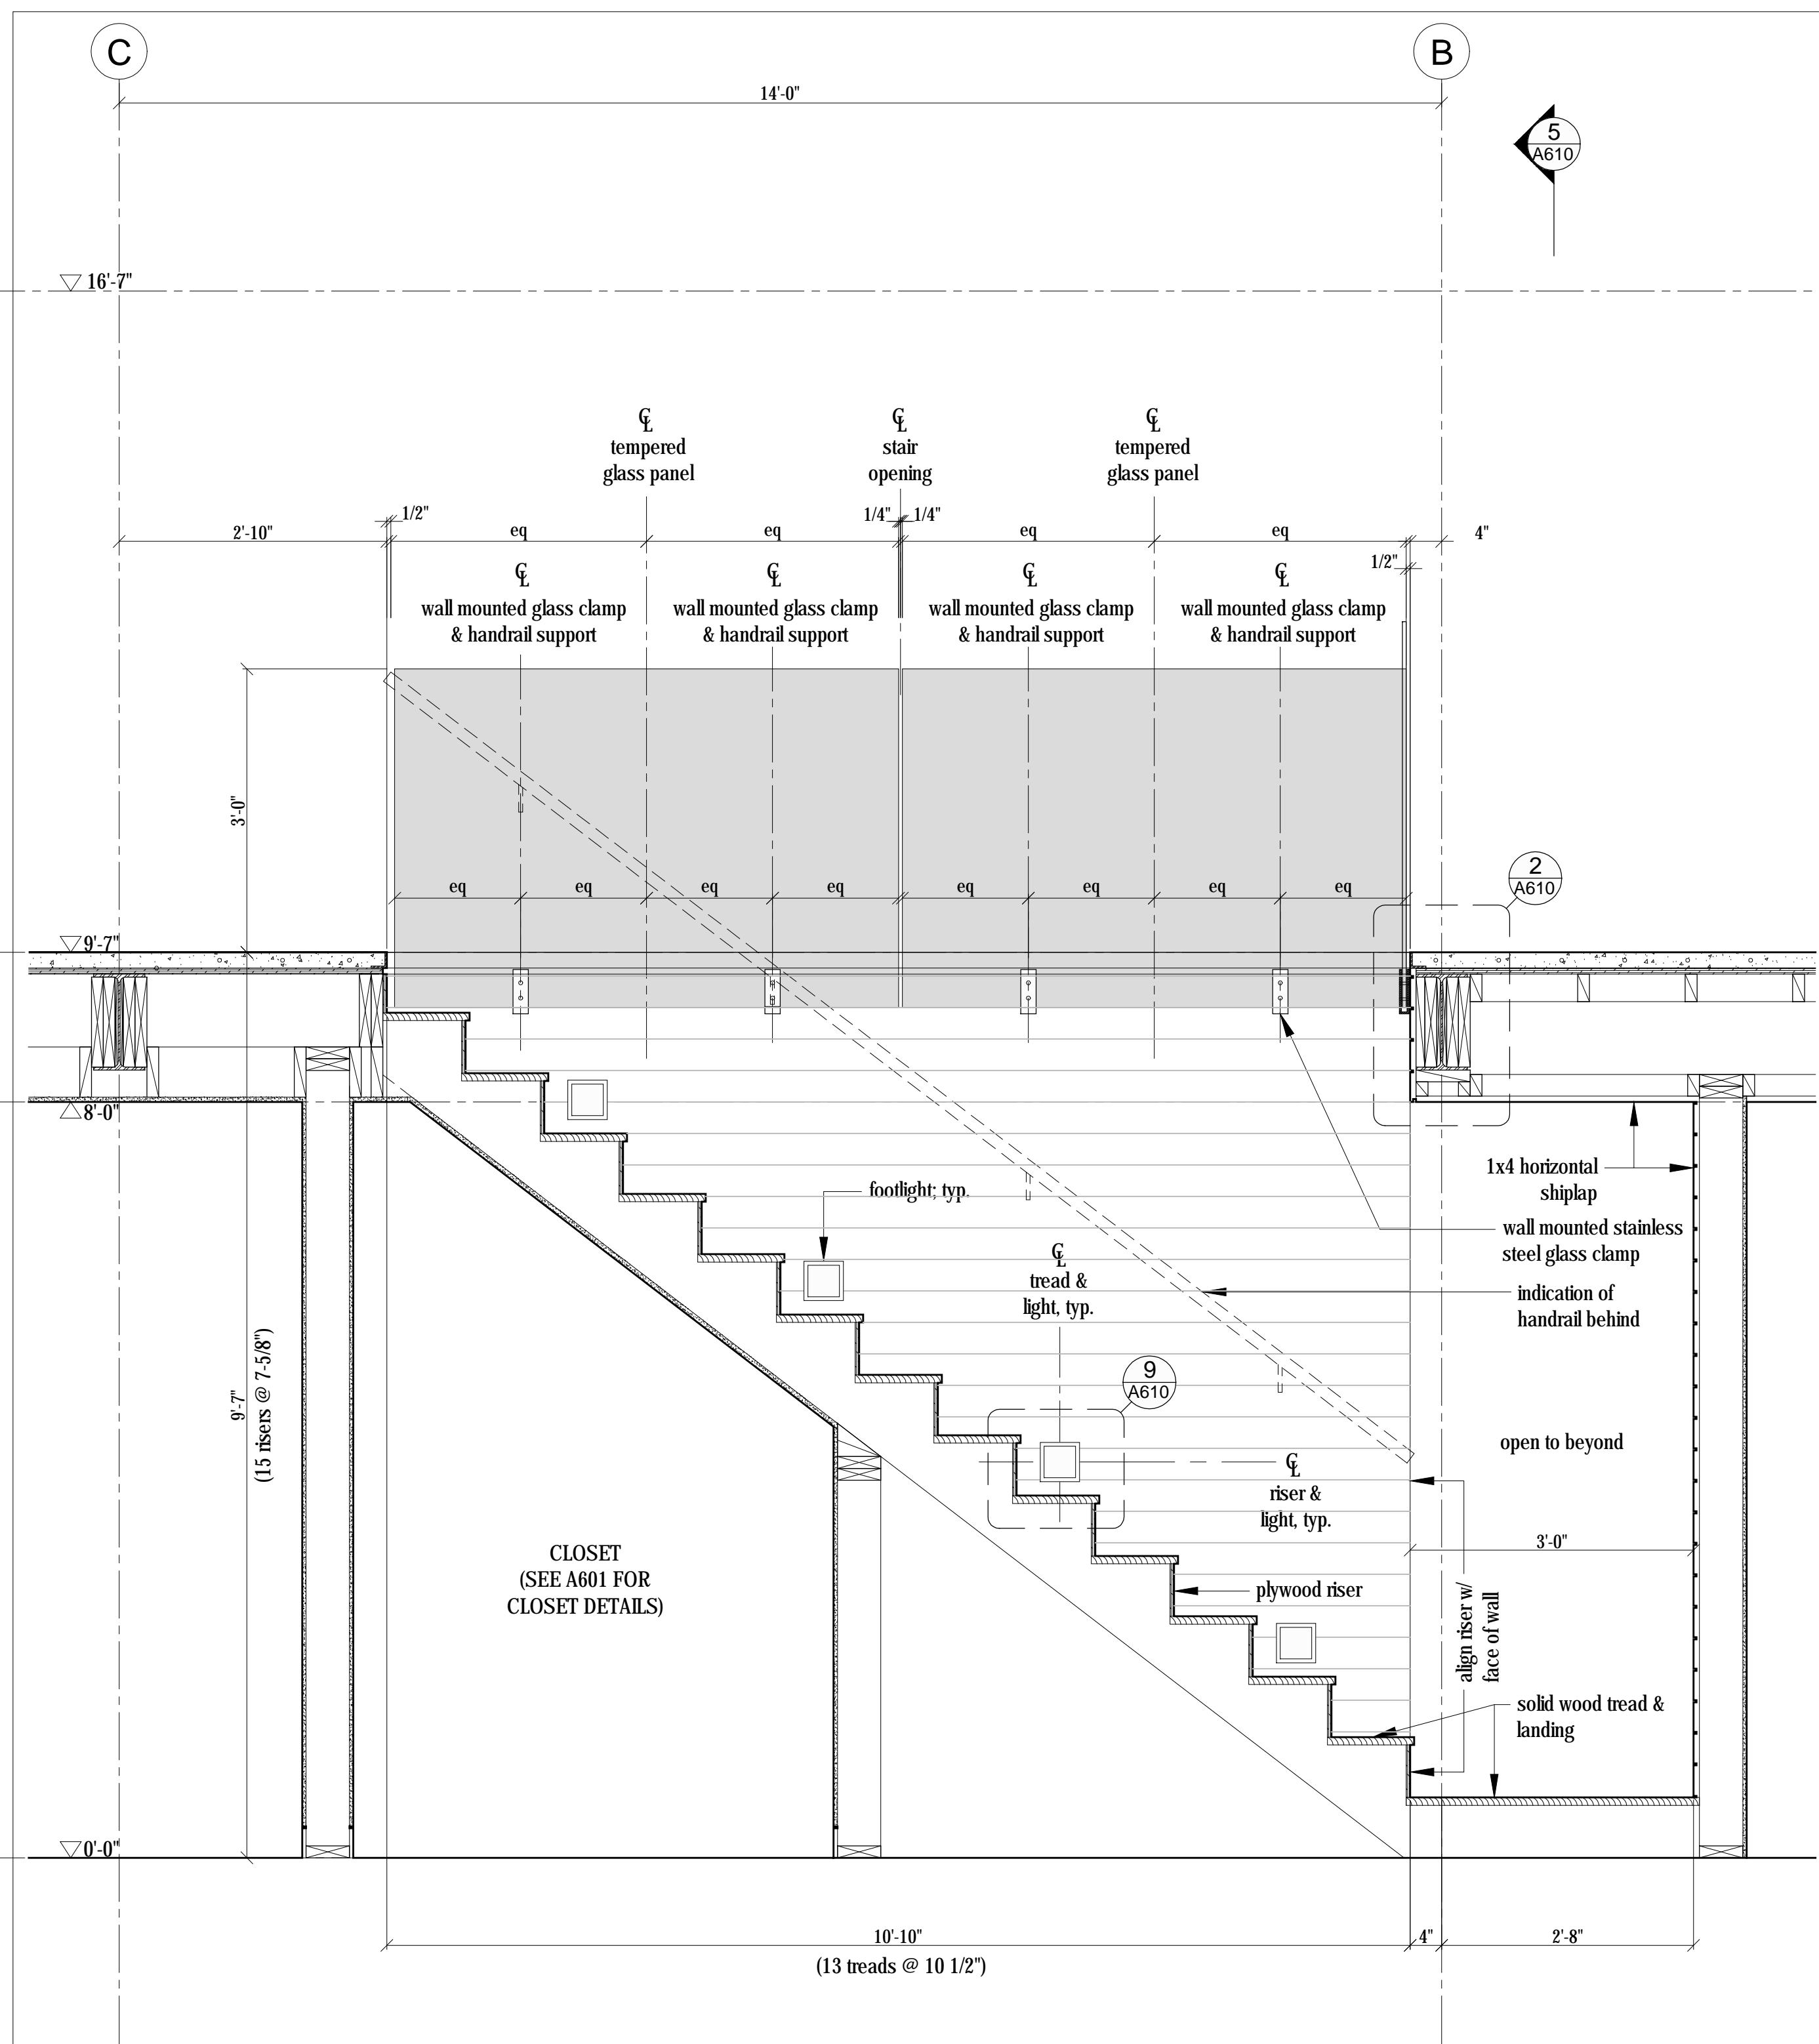 C
B
14'-0"
5
A610
16'-7"
CL
tempered
glass panel
CL
stair
opening
CL
tempered
glass panel
2'-10"
1/2"
eq
eq
1/4"
1/4"
eq
eq
1/2"
4"
CL
wall mounted glass clamp
& handrail support
CL
wall mounted glass clamp
& handrail support
CL
wall mounted glass clamp
& handrail support
CL
wall mounted glass clamp
& handrail support
3'-0"
eq
eq
eq
eq
eq
eq
eq
eq
2
A610
9'-7"
8'-0"
1x4 horizontal
shiplap
footlight; typ.
wall mounted stainless
steel glass clamp
CL
tread &
light, typ.
indication of
handrail behind
9
A610
9'-7"
(15 risers @ 7-5/8")
open to beyond
CL
riser &
light, typ.
3'-0"
CLOSET
(SEE A601 FOR
CLOSET DETAILS)
plywood riser
align riser w/
face of wall
solid wood tread &
landing
0'-0"
10'-10"
(13 treads @ 10 1/2")
4"
2'-8"